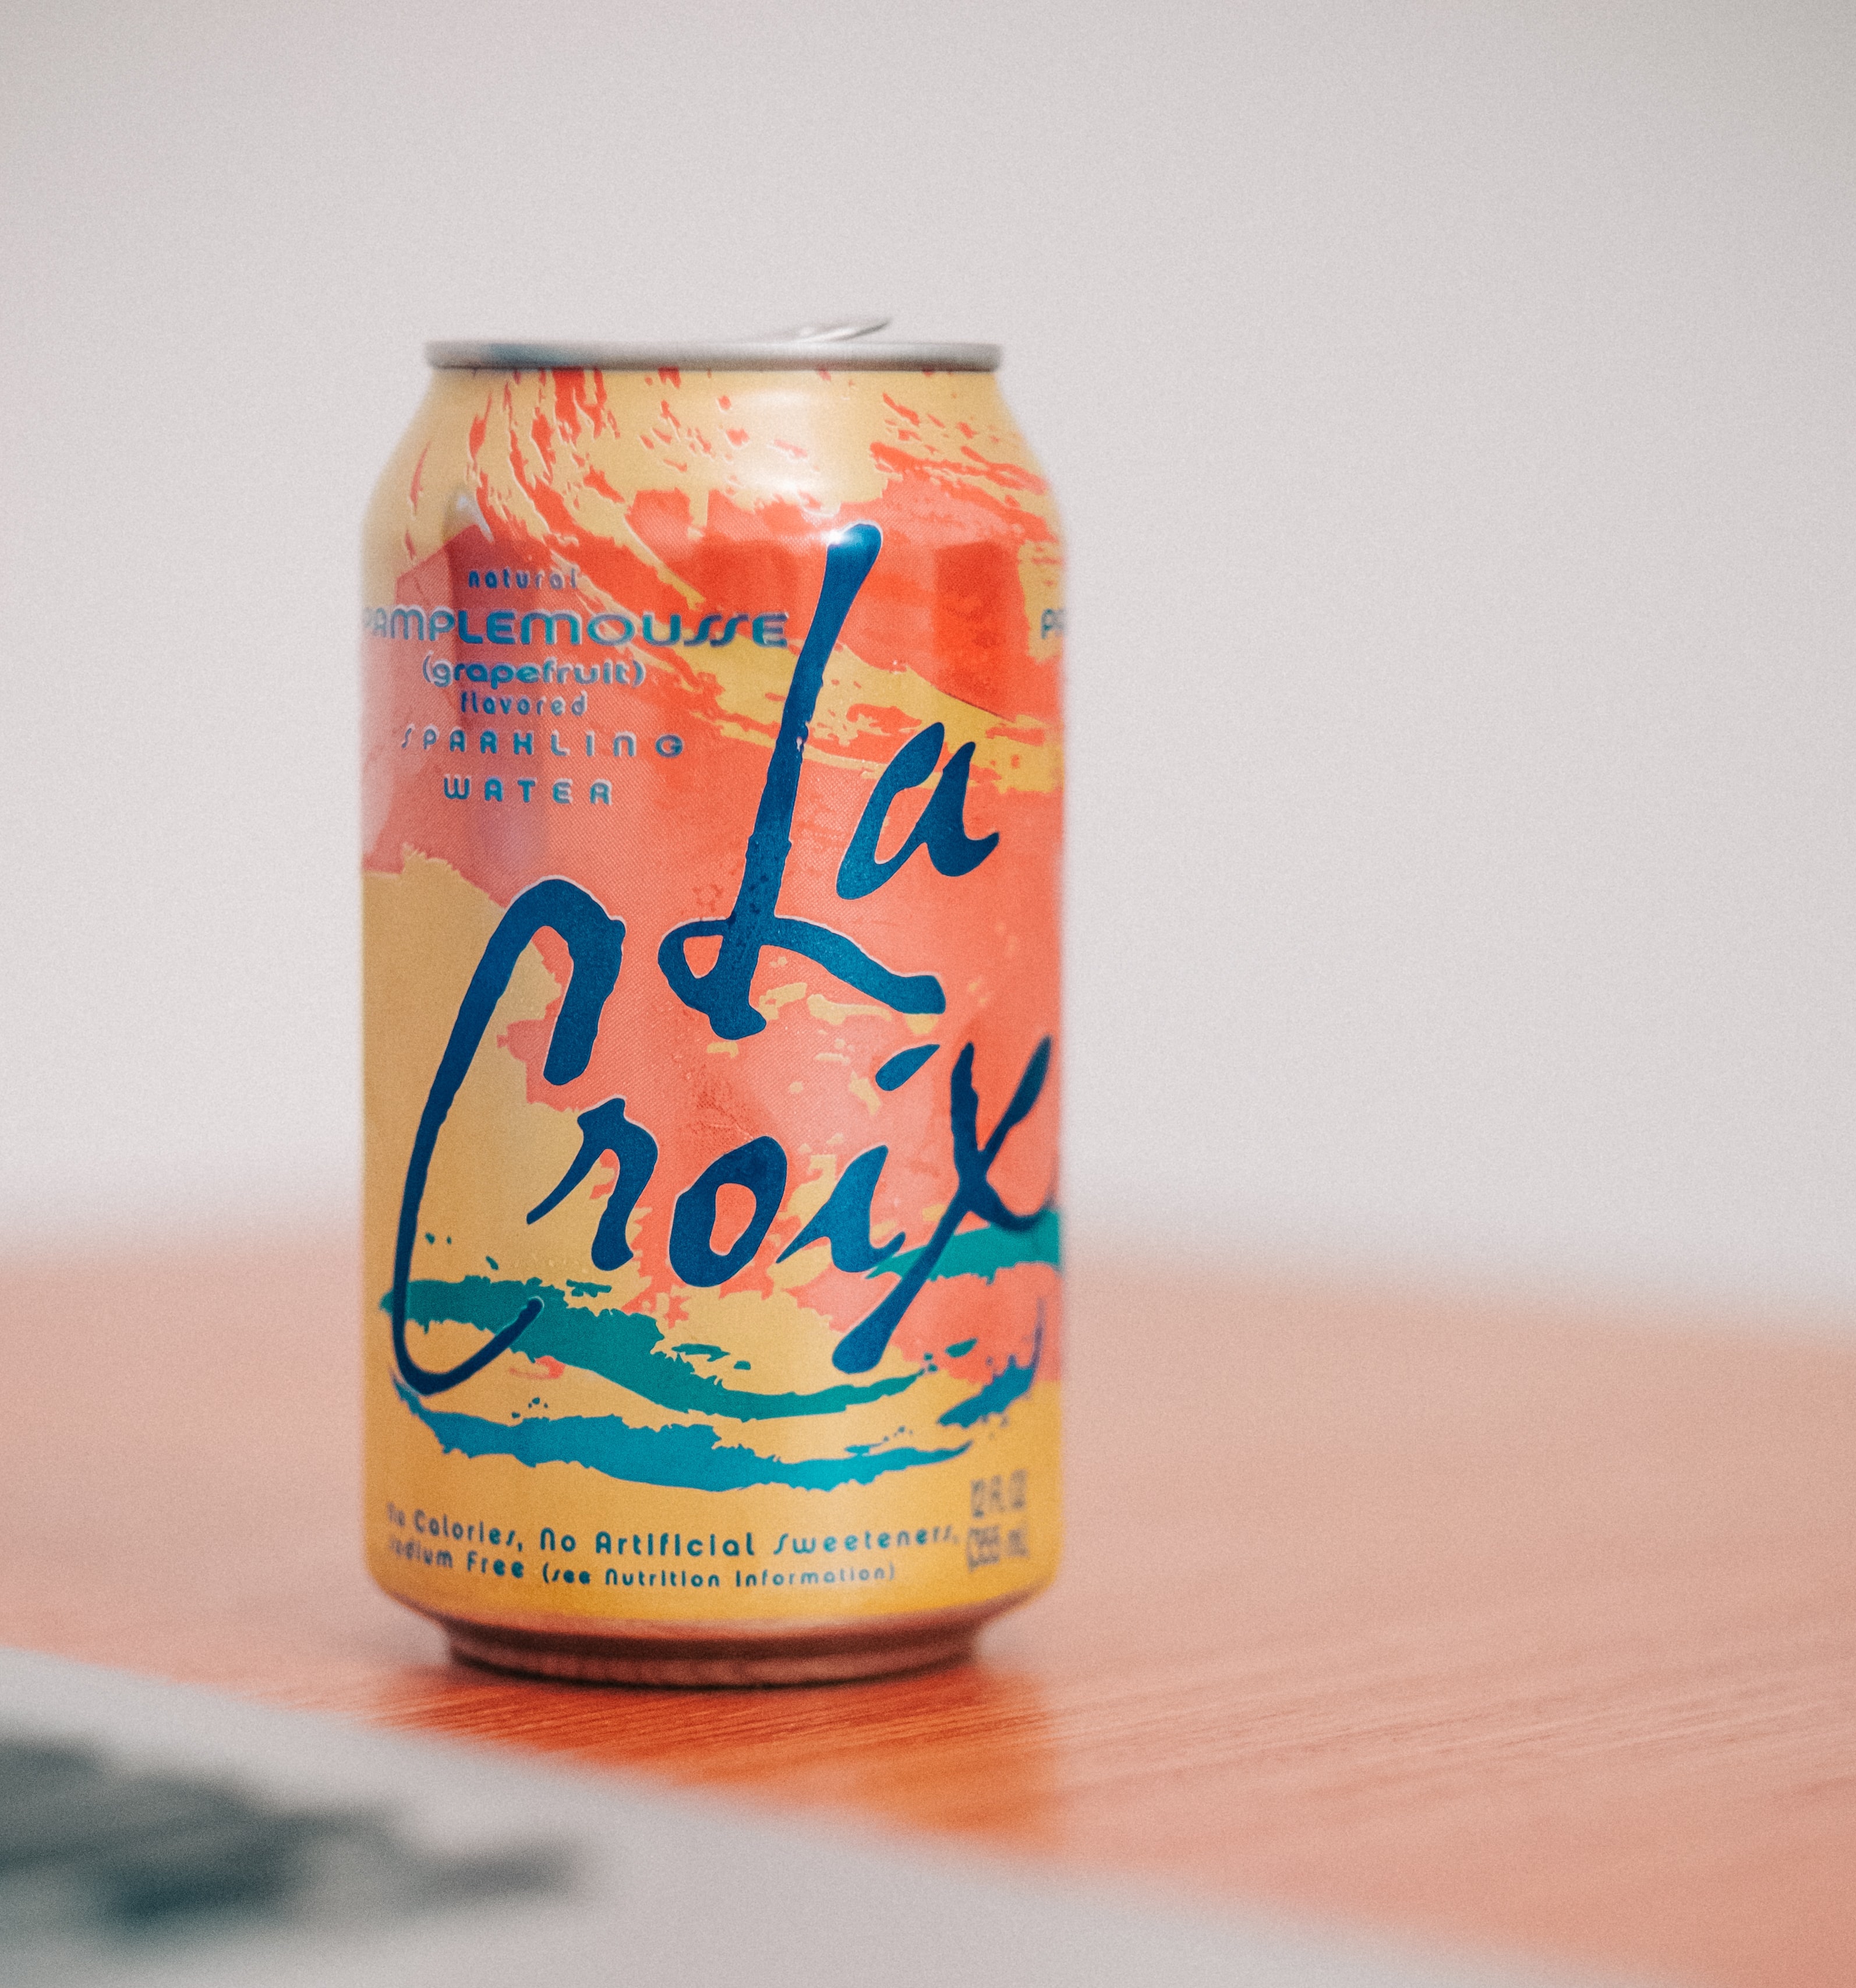 natural
PAMPLEMOUSSE
(grapefruit)
flavored
SPARKLING
WATER
La
Croix
No Calories, No Artificial Sweeteners,
Sodium Free (see Nutrition Information)
12 FL OZ
(355 mL)